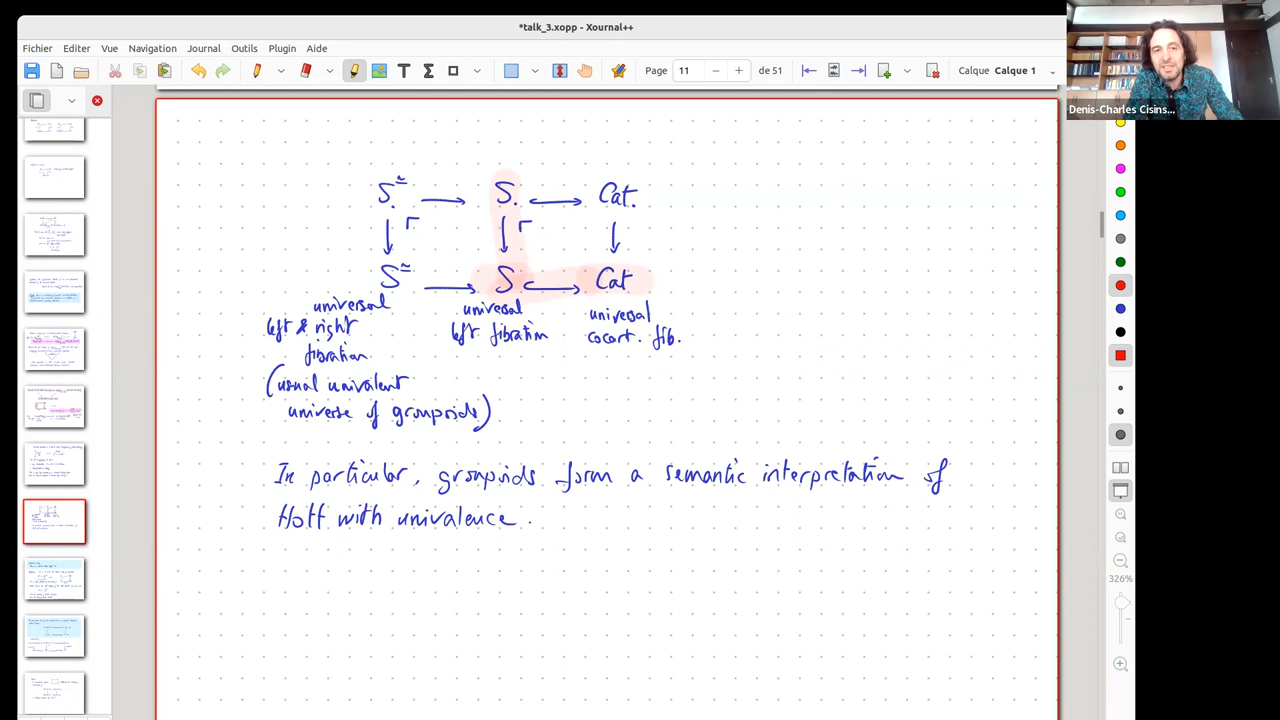 *talk_3.xopp - Xournal++
Fichier Editer Vue Navigation Journal Outils Plugin Aide
Page 11 de 51 Calque Calque 1
Denis-Charles Cisins...
S.≃ ⟶ S. ⟷ Cat.
S≃ ⟶ S ⟷ Cat
universal left & right fibration
(usual univalent universe of groupoids)
universal left fibration
universal cocart. fib.
In particular, groupoids form a semantic interpretation of
HoTT with univalence.
326%